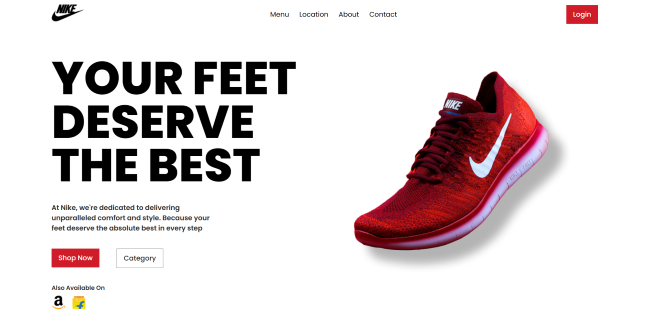 NIKE
Menu Location About Contact
Login
YOUR FEET
DESERVE
THE BEST
NIKE
At Nike, we're dedicated to delivering
unparalleled comfort and style. Because your
feet deserve the absolute best in every step
Shop Now
Category
Also Available On
a
f